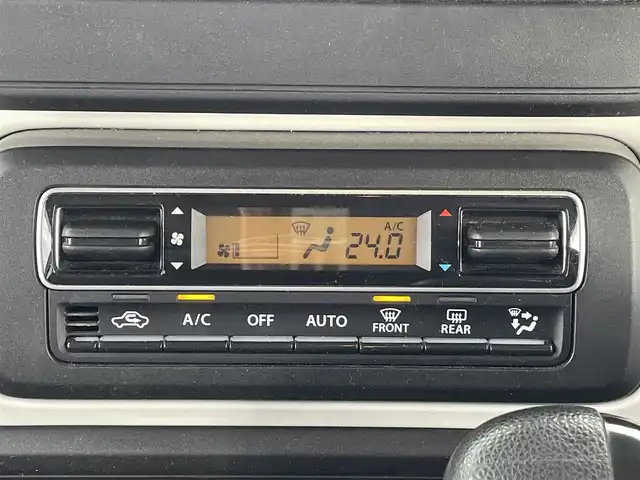 A/C
24.0
A/C OFF AUTO FRONT REAR